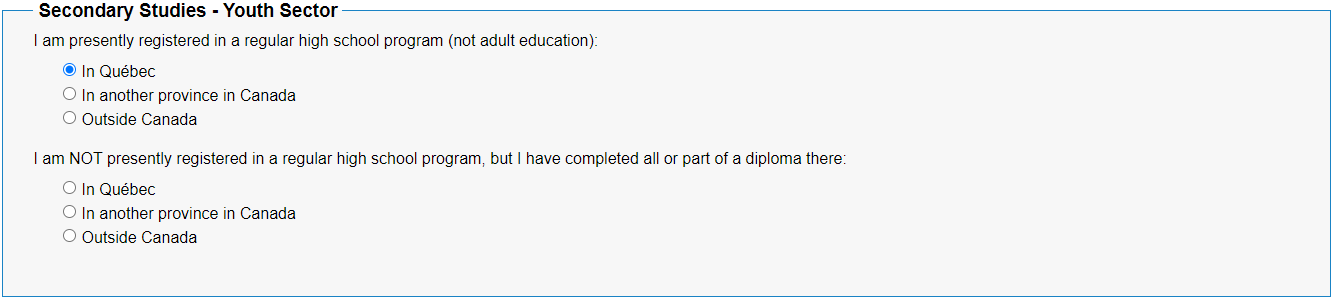 Secondary Studies - Youth Sector
I am presently registered in a regular high school program (not adult education):
In Québec
In another province in Canada
Outside Canada
I am NOT presently registered in a regular high school program, but I have completed all or part of a diploma there:
In Québec
In another province in Canada
Outside Canada